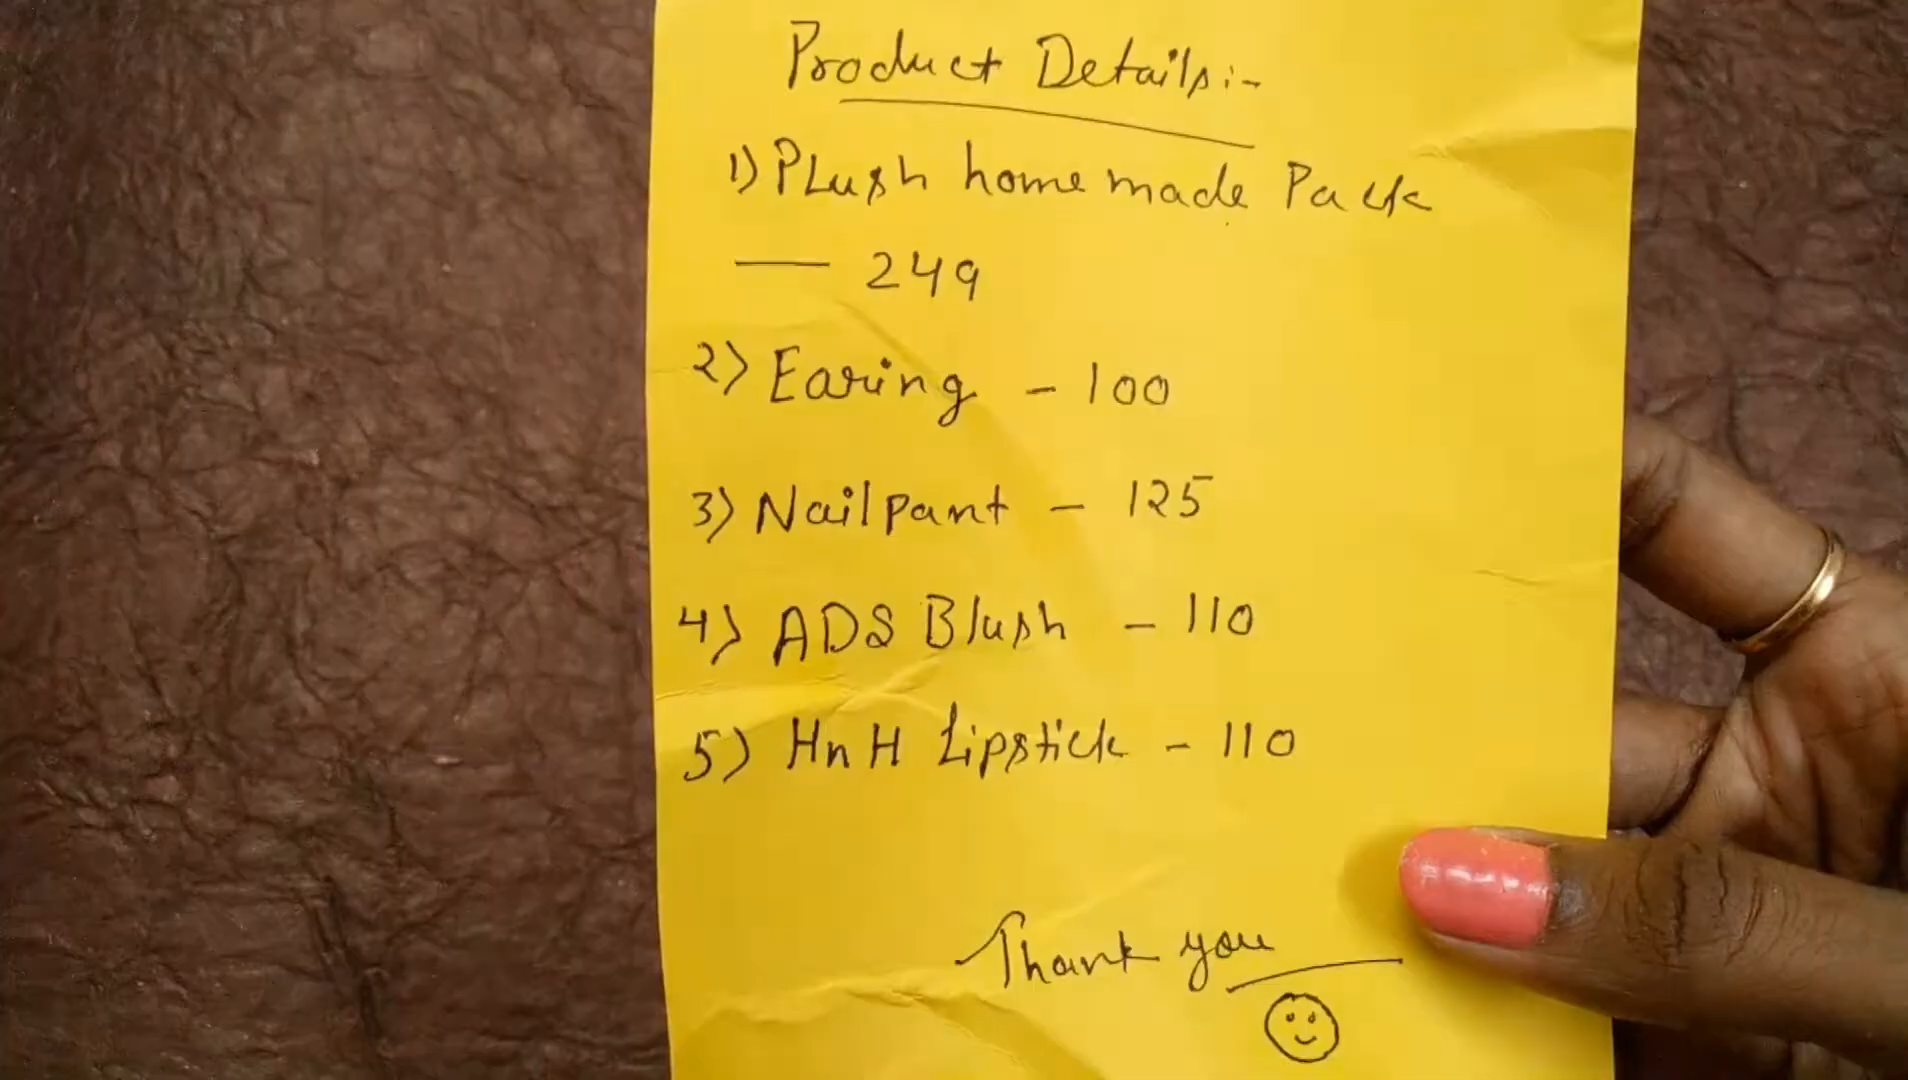 Product Details:-
1) PLush home made Pack
— 249
2) Earing - 100
3) Nailpant - 125
4) ADS Blush - 110
5) HnH Lipstick - 110
Thank you